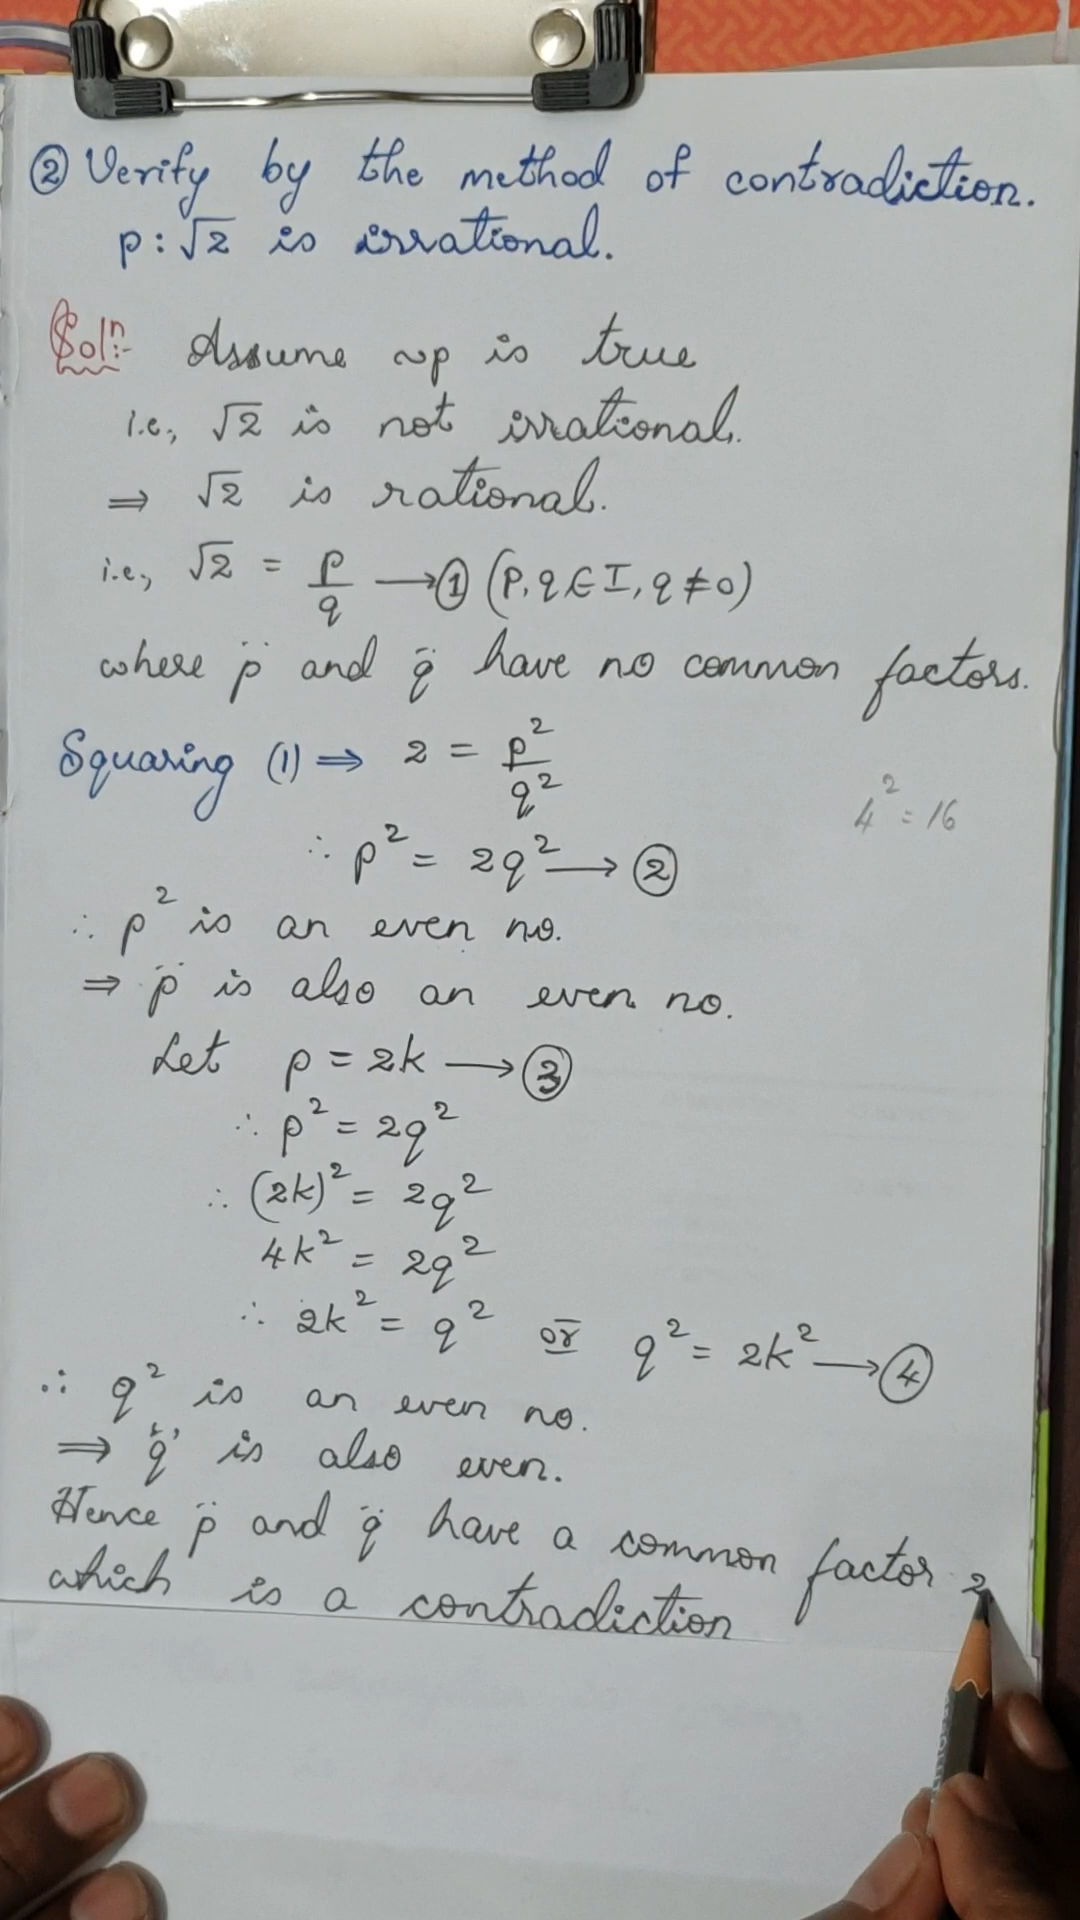 ② Verify by the method of contradiction.
p: √2 is irrational.
Solⁿ:- Assume ~p is true
i.e., √2 is not irrational.
⇒ √2 is rational.
i.e., √2 = p/q ⟶ ① (p, q ∈ I, q ≠ 0)
where "p" and "q" have no common factors.
Squaring (1) ⇒ 2 = p²/q²
4² = 16
∴ p² = 2q² ⟶ ②
∴ p² is an even no.
⇒ "p" is also an even no.
Let p = 2k ⟶ ③
∴ p² = 2q²
∴ (2k)² = 2q²
4k² = 2q²
∴ 2k² = q² or q² = 2k² ⟶ ④
∴ q² is an even no.
⇒ 'q' is also even.
Hence "p" and "q" have a common factor 2
which is a contradiction